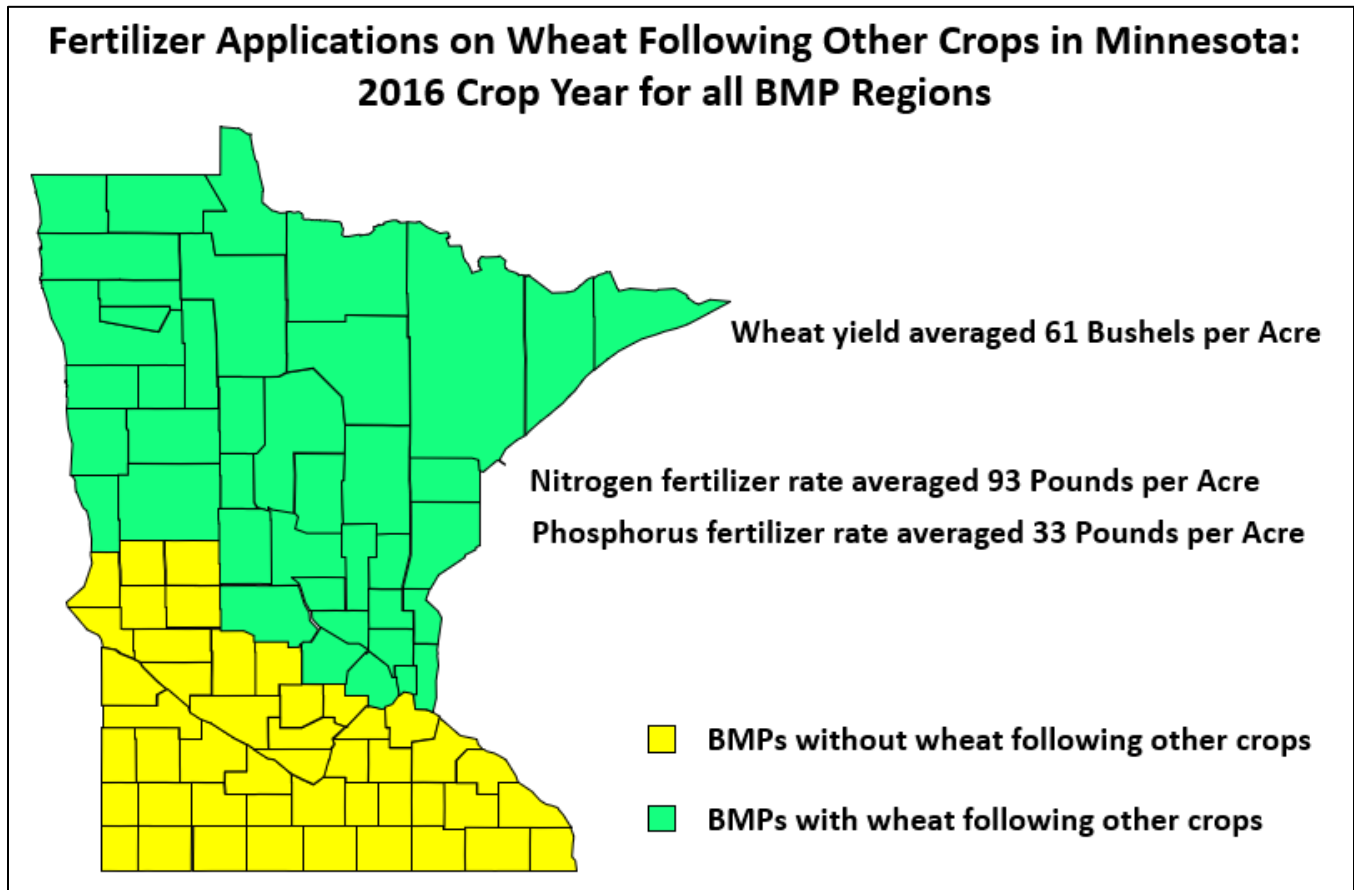 Fertilizer Applications on Wheat Following Other Crops in Minnesota:
2016 Crop Year for all BMP Regions
Wheat yield averaged 61 Bushels per Acre
Nitrogen fertilizer rate averaged 93 Pounds per Acre
Phosphorus fertilizer rate averaged 33 Pounds per Acre
BMPs without wheat following other crops
BMPs with wheat following other crops